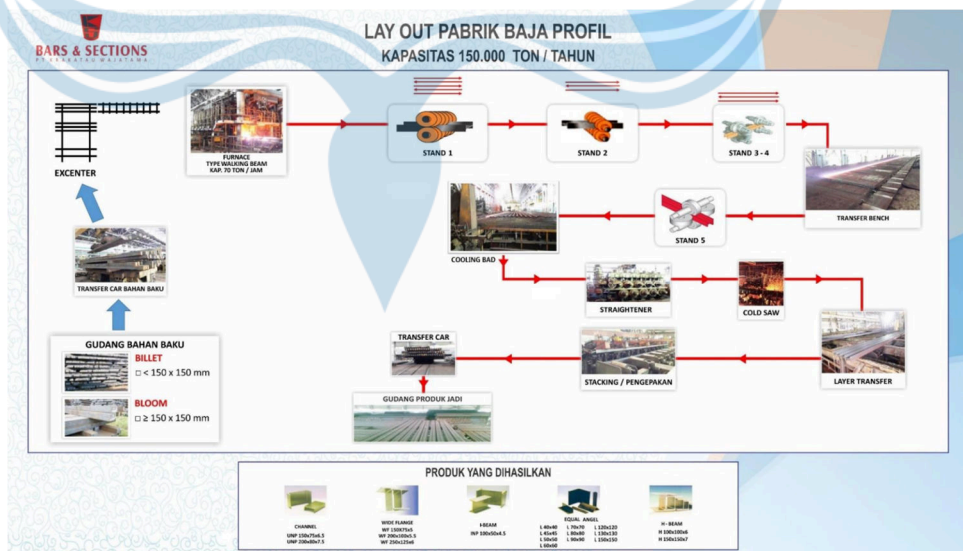 BARS & SECTIONS
PT KRAKATAU WAJATAMA
LAY OUT PABRIK BAJA PROFIL
KAPASITAS 150.000 TON / TAHUN
EXCENTER
FURNACE
TYPE WALKING BEAM
KAP. 70 TON / JAM
STAND 1
STAND 2
STAND 3 - 4
TRANSFER BENCH
STAND 5
COOLING BAD
TRANSFER CAR BAHAN BAKU
STRAIGHTENER
COLD SAW
LAYER TRANSFER
STACKING / PENGEPAKAN
TRANSFER CAR
GUDANG PRODUK JADI
GUDANG BAHAN BAKU
BILLET
□ < 150 x 150 mm
BLOOM
□ ≥ 150 x 150 mm
PRODUK YANG DIHASILKAN
CHANNEL
UNP 150x75x6.5
UNP 200x80x7.5
WIDE FLANGE
WF 150X75x5
WF 200x100x5.5
WF 250x125x6
I-BEAM
INP 100x50x4.5
EQUAL ANGEL
L 40x40 L 70x70 L 120x120
L 45x45 L 80x80 L 130x130
L 50x50 L 90x90 L 150x150
L 60x60
H - BEAM
H 100x100x6
H 150x150x7